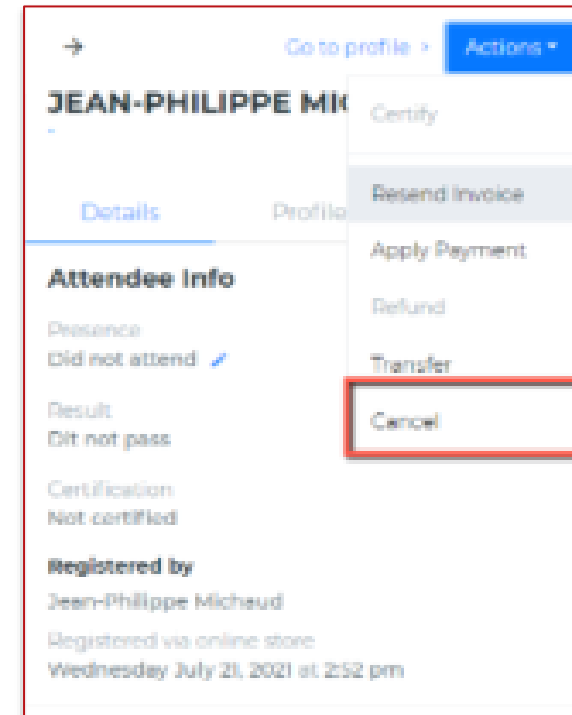 → Go to profile > Actions
JEAN-PHILIPPE MIC
Certify
Resend Invoice
Details Profile
Apply Payment
Attendee Info
Refund
Presence
Did not attend
Transfer
Result
Cancel
Dit not pass
Certification
Not certified
Registered by
Jean-Philippe Michaud
Registered via online store
Wednesday July 21, 2021 at 2:52 pm